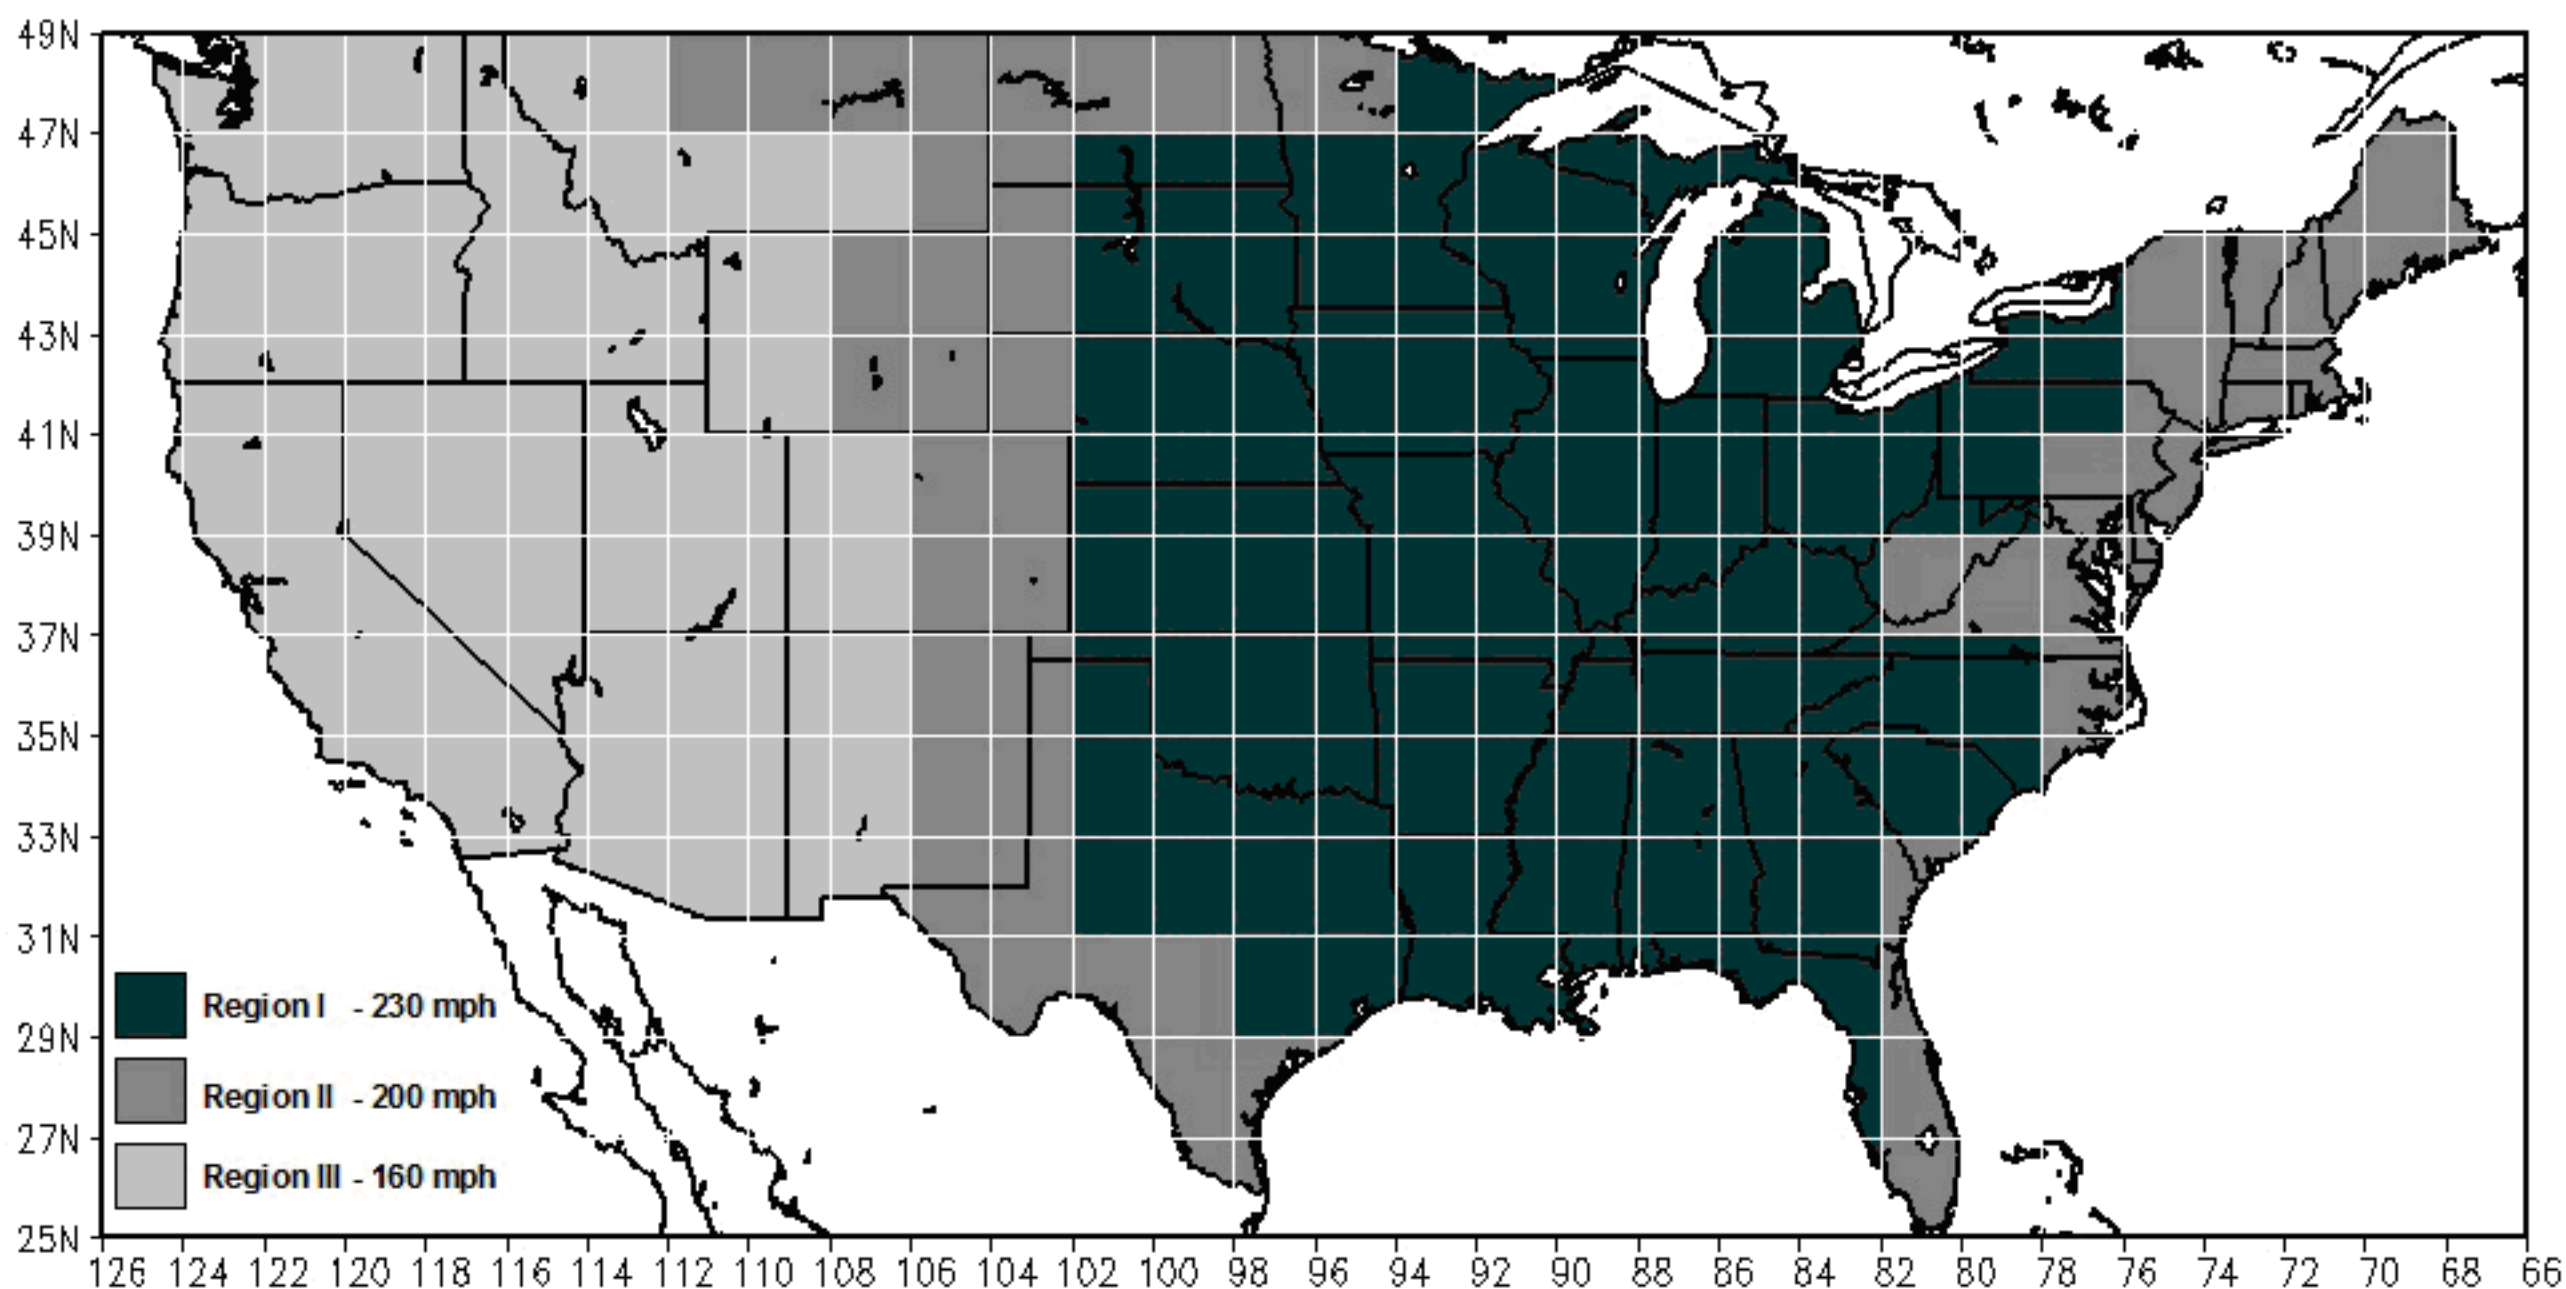 49N
47N
45N
43N
41N
39N
37N
35N
33N
31N
29N
27N
25N
Region I - 230 mph
Region II - 200 mph
Region III - 160 mph
126 124 122 120 118 116 114 112 110 108 106 104 102 100 98 96 94 92 90 88 86 84 82 80 78 76 74 72 70 68 66